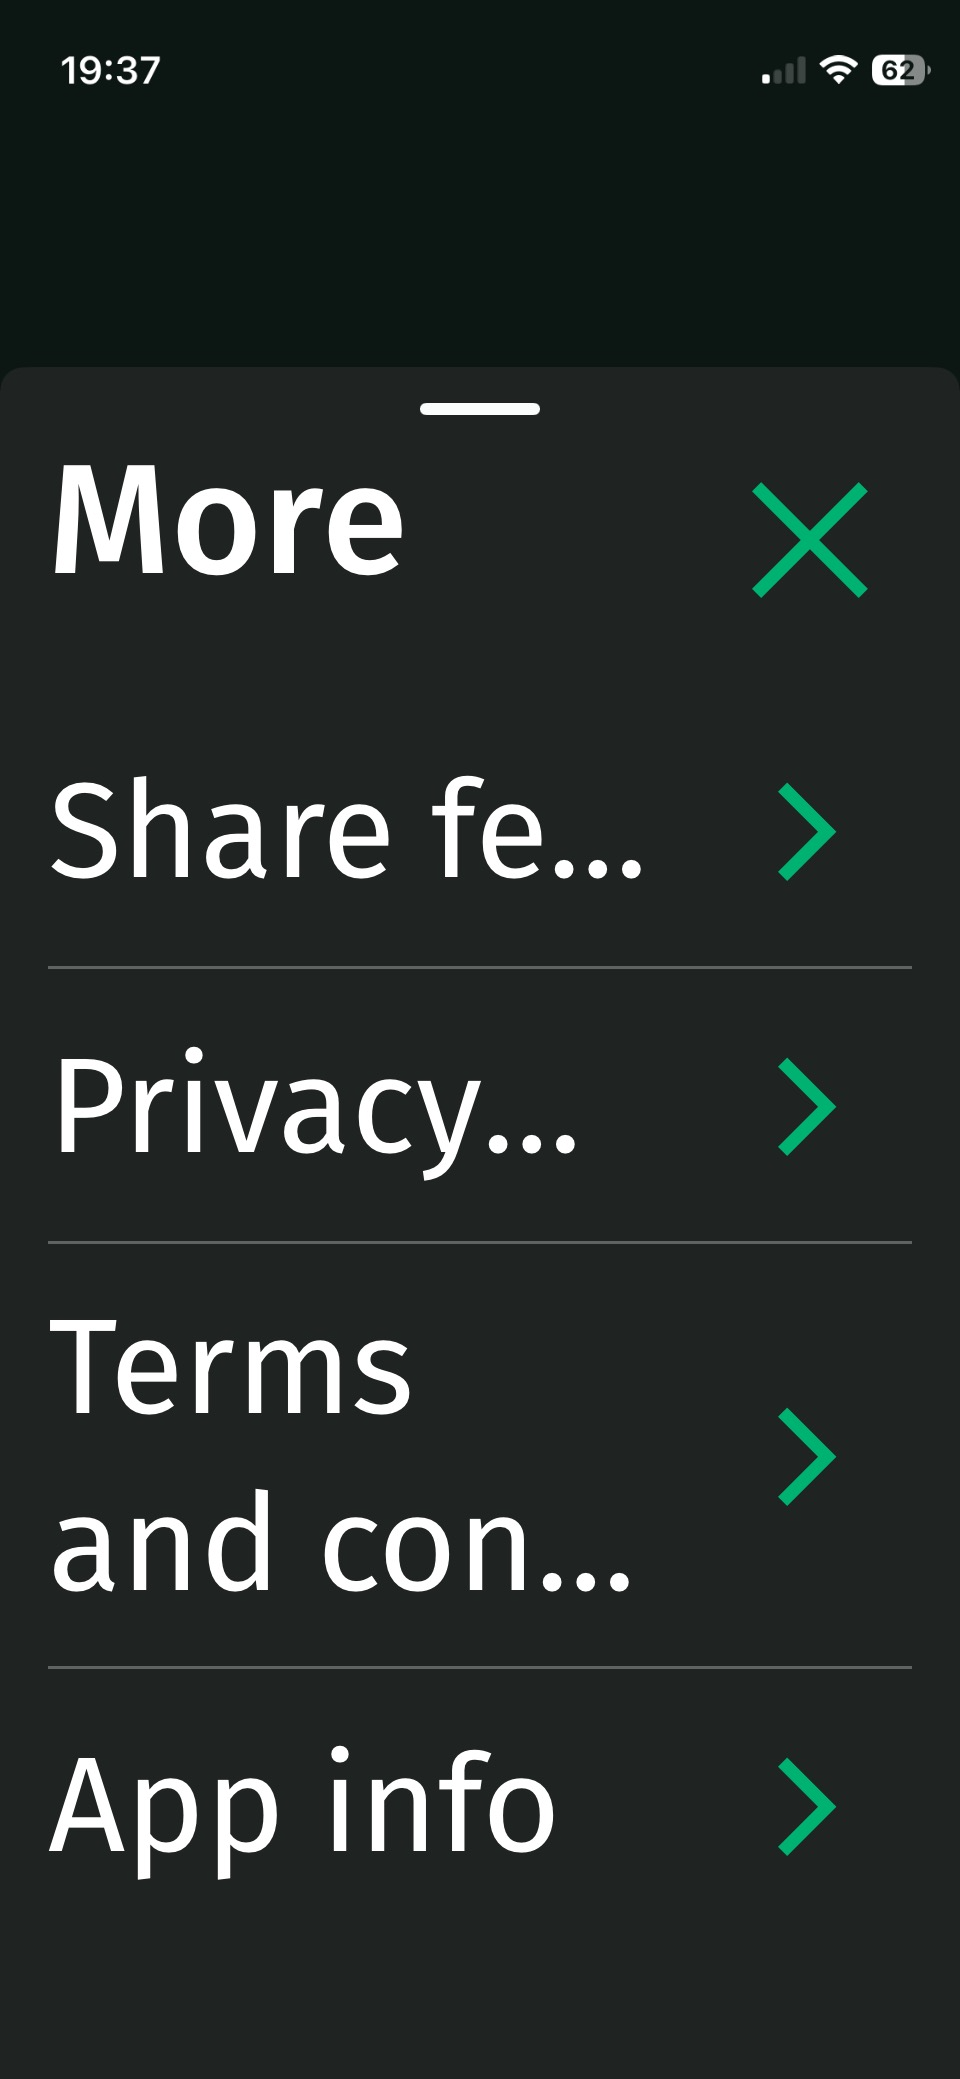 19:37
62
More
Share fe...
Privacy...
Terms
and con...
App info